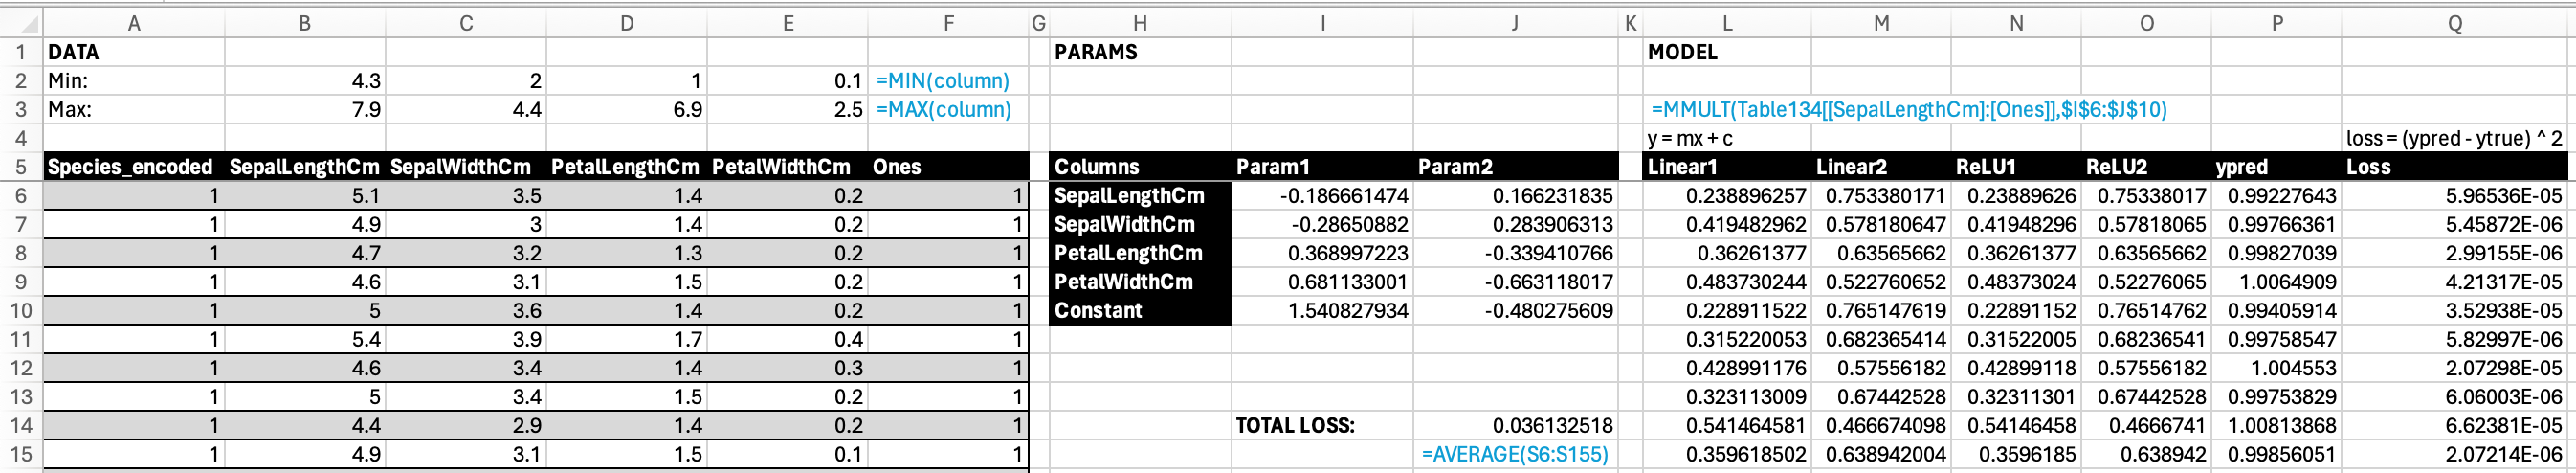 A B C D E F G H I J K L M N O P Q
1 DATA PARAMS MODEL
2 Min: 4.3 2 1 0.1 =MIN(column)
3 Max: 7.9 4.4 6.9 2.5 =MAX(column) =MMULT(Table134[[SepalLengthCm]:[Ones]],$I$6:$J$10)
4 y = mx + c loss = (ypred - ytrue) ^ 2
5 Species_encoded SepalLengthCm SepalWidthCm PetalLengthCm PetalWidthCm Ones Columns Param1 Param2 Linear1 Linear2 ReLU1 ReLU2 ypred Loss
6 1 5.1 3.5 1.4 0.2 1 SepalLengthCm -0.186661474 0.166231835 0.238896257 0.753380171 0.23889626 0.75338017 0.99227643 5.96536E-05
7 1 4.9 3 1.4 0.2 1 SepalWidthCm -0.28650882 0.283906313 0.419482962 0.578180647 0.41948296 0.57818065 0.99766361 5.45872E-06
8 1 4.7 3.2 1.3 0.2 1 PetalLengthCm 0.368997223 -0.339410766 0.36261377 0.63565662 0.36261377 0.63565662 0.99827039 2.99155E-06
9 1 4.6 3.1 1.5 0.2 1 PetalWidthCm 0.681133001 -0.663118017 0.483730244 0.522760652 0.48373024 0.52276065 1.0064909 4.21317E-05
10 1 5 3.6 1.4 0.2 1 Constant 1.540827934 -0.480275609 0.228911522 0.765147619 0.22891152 0.76514762 0.99405914 3.52938E-05
11 1 5.4 3.9 1.7 0.4 1 0.315220053 0.682365414 0.31522005 0.68236541 0.99758547 5.82997E-06
12 1 4.6 3.4 1.4 0.3 1 0.428991176 0.57556182 0.42899118 0.57556182 1.004553 2.07298E-05
13 1 5 3.4 1.5 0.2 1 0.323113009 0.67442528 0.32311301 0.67442528 0.99753829 6.06003E-06
14 1 4.4 2.9 1.4 0.2 1 TOTAL LOSS: 0.036132518 0.541464581 0.466674098 0.54146458 0.4666741 1.00813868 6.62381E-05
15 1 4.9 3.1 1.5 0.1 1 =AVERAGE(S6:S155) 0.359618502 0.638942004 0.3596185 0.638942 0.99856051 2.07214E-06